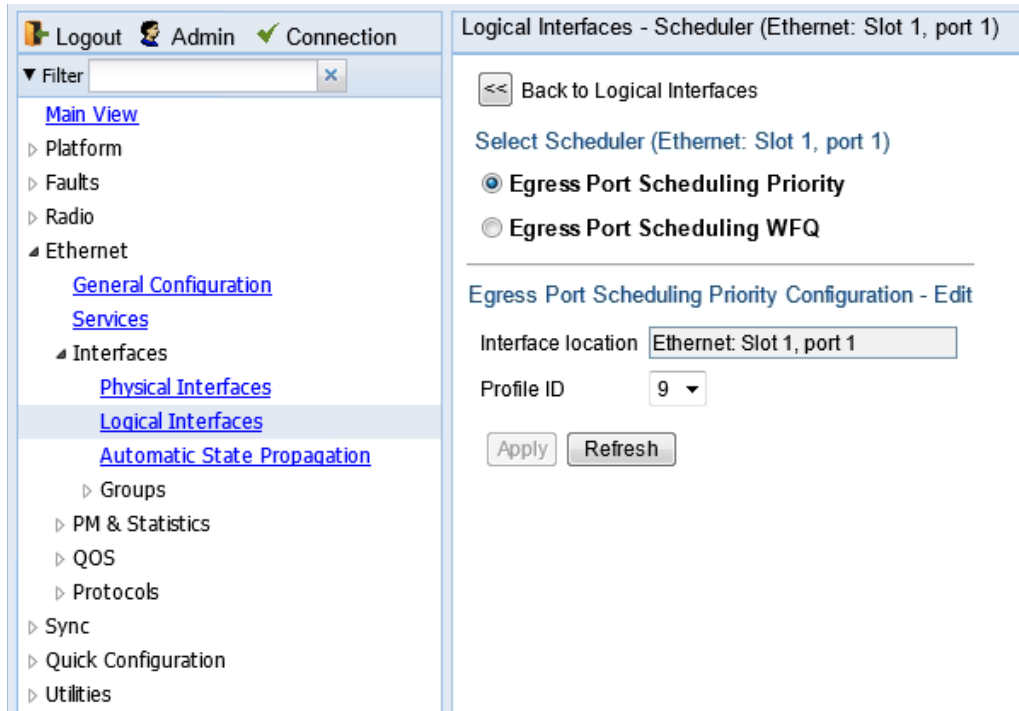 Logout Admin Connection
Filter
Main View
Platform
Faults
Radio
Ethernet
General Configuration
Services
Interfaces
Physical Interfaces
Logical Interfaces
Automatic State Propagation
Groups
PM & Statistics
QOS
Protocols
Sync
Quick Configuration
Utilities
Logical Interfaces - Scheduler (Ethernet: Slot 1, port 1)
<< Back to Logical Interfaces
Select Scheduler (Ethernet: Slot 1, port 1)
Egress Port Scheduling Priority
Egress Port Scheduling WFQ
Egress Port Scheduling Priority Configuration - Edit
Interface location Ethernet: Slot 1, port 1
Profile ID 9
Apply Refresh